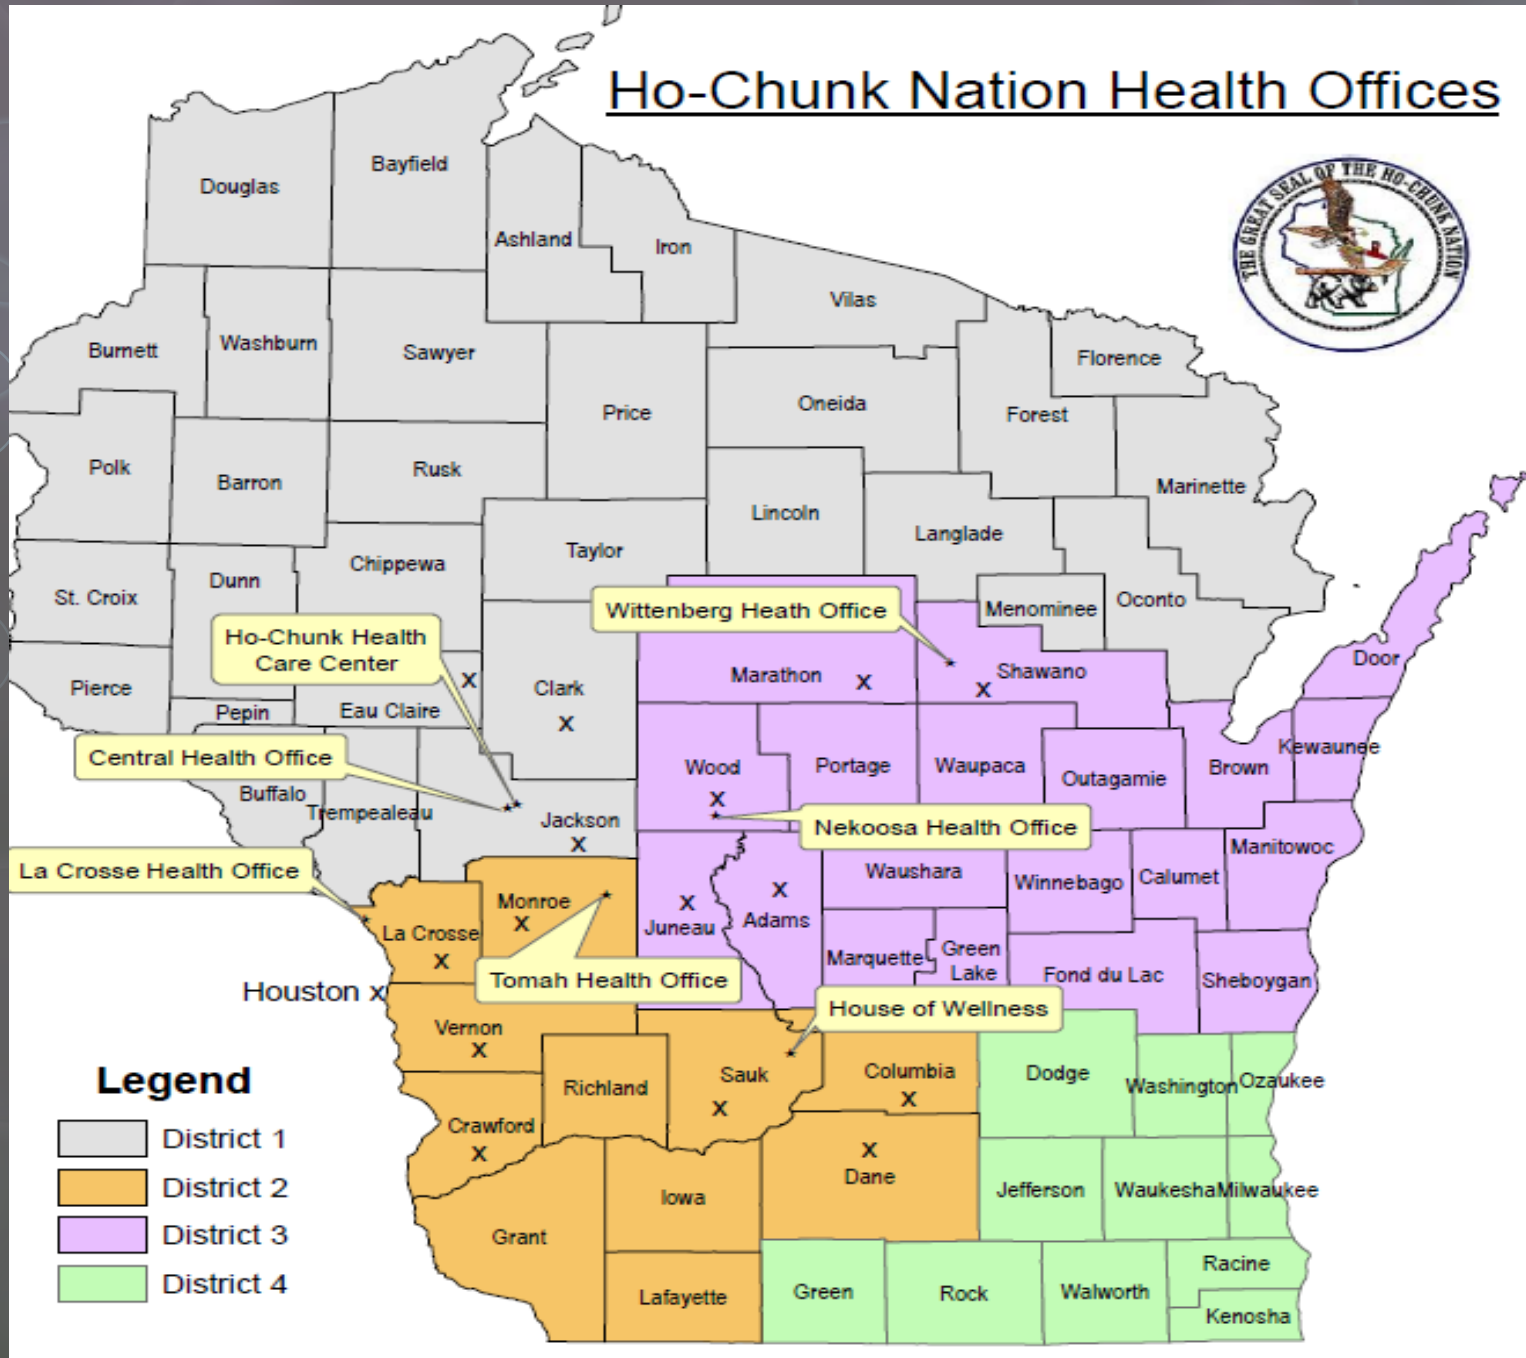 Ho-Chunk Nation Health Offices
THE GREAT SEAL OF THE HO-CHUNK NATION
Douglas
Bayfield
Ashland
Iron
Vilas
Burnett
Washburn
Sawyer
Florence
Price
Oneida
Forest
Polk
Barron
Rusk
Marinette
Lincoln
Langlade
Taylor
Chippewa
Dunn
St. Croix
Oconto
Menominee
Wittenberg Heath Office
Ho-Chunk Health
Care Center
Door
Shawano
X
Marathon
X
Pierce
X
Clark
X
Pepin
Eau Claire
Kewaunee
Central Health Office
Wood
X
Portage
Waupaca
Outagamie
Brown
Buffalo
Trempealeau
Jackson
X
Nekoosa Health Office
Manitowoc
La Crosse Health Office
Waushara
Winnebago
Calumet
Monroe
X
X
Juneau
X
Adams
La Crosse
X
Marquette
Green
Lake
Fond du Lac
Sheboygan
Tomah Health Office
Houston x
House of Wellness
Vernon
X
Richland
Sauk
X
Columbia
X
Dodge
Washington
Ozaukee
Crawford
X
X
Dane
Iowa
Jefferson
Waukesha
Milwaukee
Grant
Lafayette
Green
Rock
Walworth
Racine
Kenosha
Legend
District 1
District 2
District 3
District 4